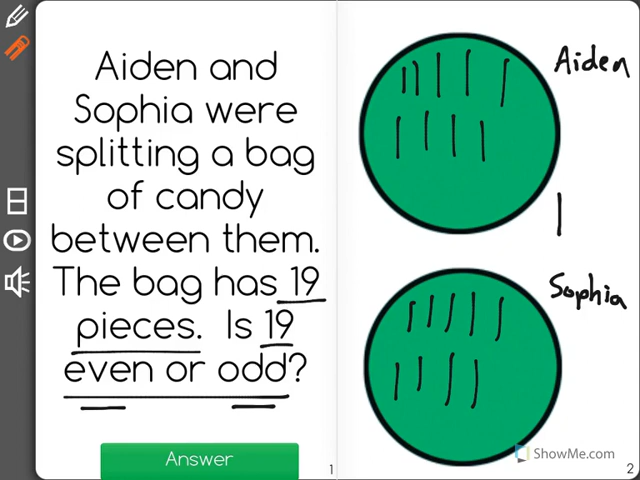 Aiden and
Sophia were
splitting a bag
of candy
between them.
The bag has 19
pieces. Is 19
even or odd?
Answer
1
Aiden
Sophia
ShowMe.com
2